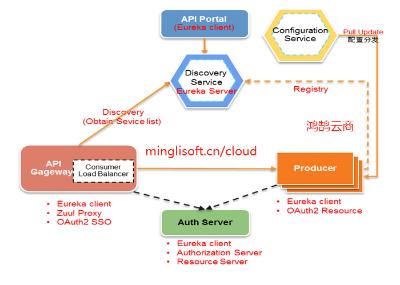 API Portal
(Eureka client)
Configuration
Service
Pull Update
配置分发
Discovery
Service
Eureka Server
Discovery
(Obtain Sevice list)
Registry
鸿鹄云商
minglisoft.cn/cloud
API
Gageway
Consumer
Load Balancer
Producer
Eureka client
Zuul Proxy
OAuth2 SSO
Eureka client
OAuth2 Resource
Auth Server
Eureka client
Authorization Server
Resource Server